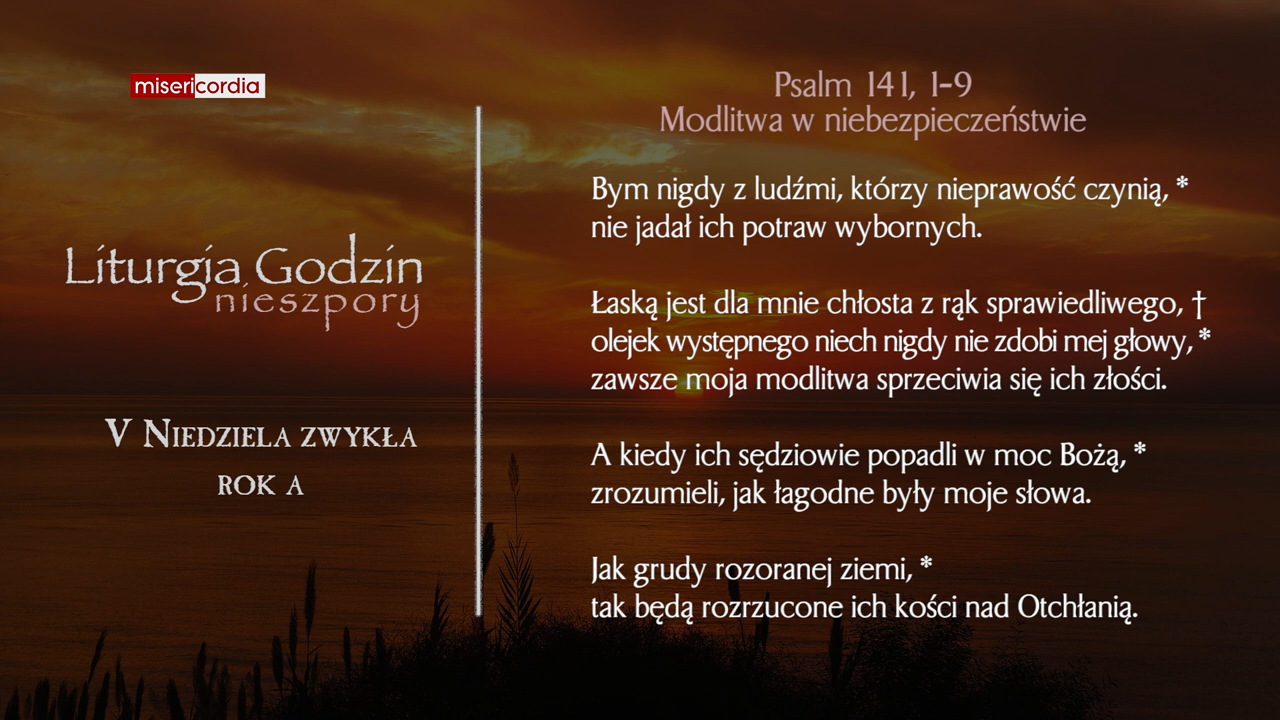 misericordia
Liturgia Godzin
nieszpory
V Niedziela zwykła
rok A
Psalm 141, 1-9
Modlitwa w niebezpieczeństwie
Bym nigdy z ludźmi, którzy nieprawość czynią, *
nie jadał ich potraw wybornych.
Łaską jest dla mnie chłosta z rąk sprawiedliwego, †
olejek występnego niech nigdy nie zdobi mej głowy, *
zawsze moja modlitwa sprzeciwia się ich złości.
A kiedy ich sędziowie popadli w moc Bożą, *
zrozumieli, jak łagodne były moje słowa.
Jak grudy rozoranej ziemi, *
tak będą rozrzucone ich kości nad Otchłanią.